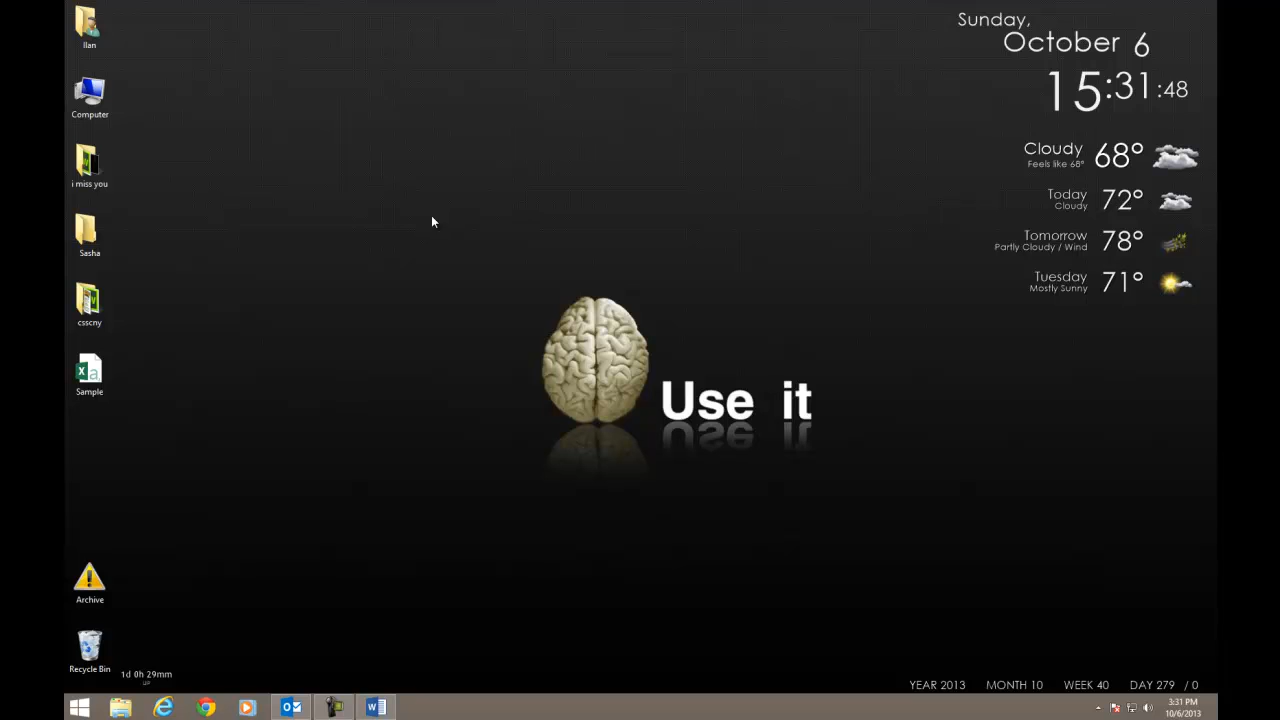 Ilan
Computer
i miss you
Sasha
csscny
Sample
Archive
Recycle Bin
1d 0h 29mm
UP
Sunday,
October 6
15:31:48
Cloudy 68°
Feels like 68°
Today 72°
Cloudy
Tomorrow 78°
Partly Cloudy / Wind
Tuesday 71°
Mostly Sunny
Use it
YEAR 2013 MONTH 10 WEEK 40 DAY 279 / 0
3:31 PM
10/6/2013